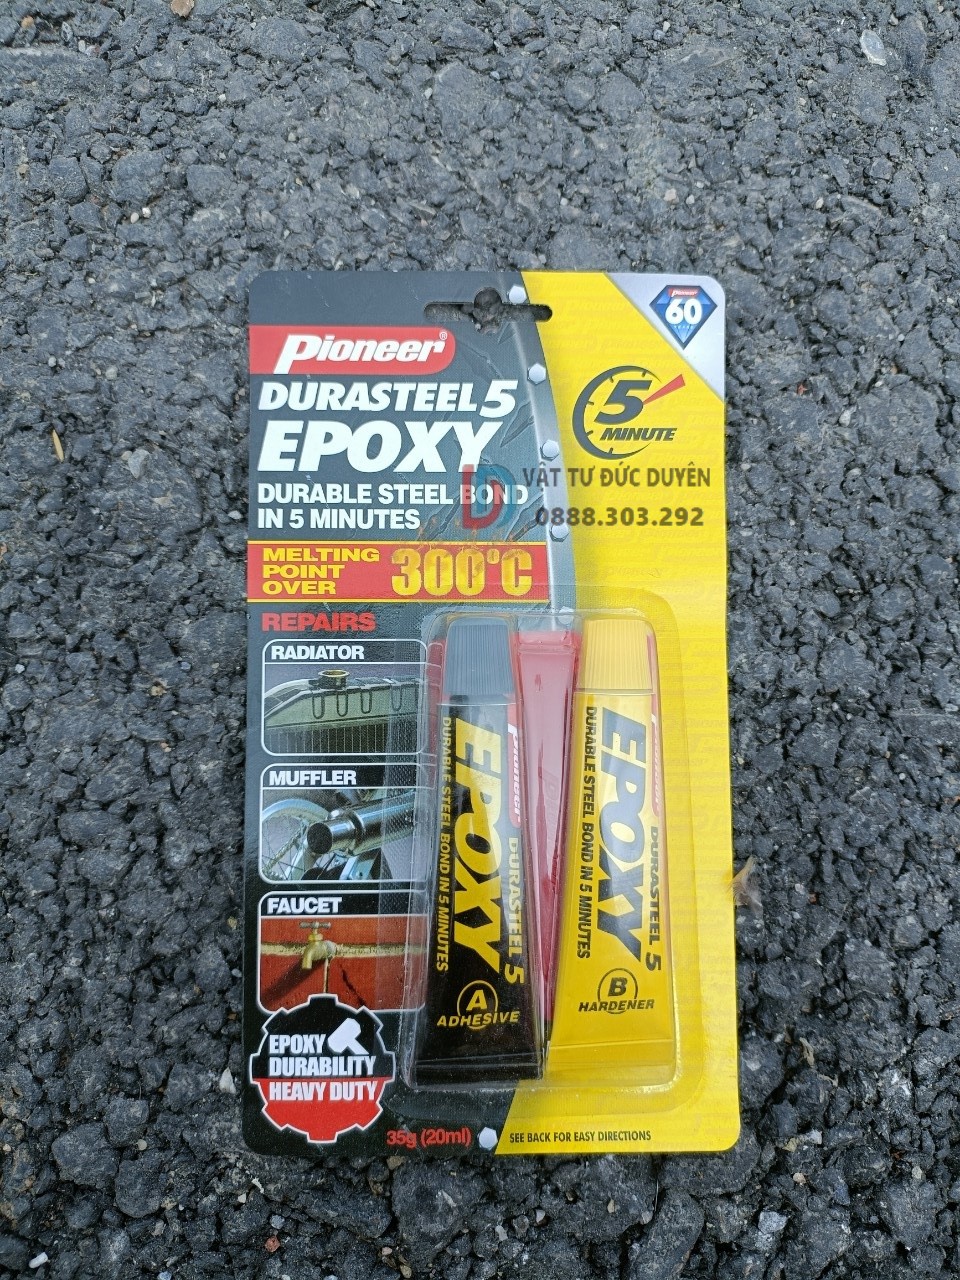 Pioneer®
Pioneer
60
YEARS
DURASTEEL 5
EPOXY
DURABLE STEEL BOND
IN 5 MINUTES
5
MINUTE
VẬT TƯ ĐỨC DUYÊN
0888.303.292
MELTING
POINT
OVER
300°C
REPAIRS
RADIATOR
MUFFLER
FAUCET
EPOXY
DURABILITY
HEAVY DUTY
Pioneer
DURASTEEL 5
EPOXY
DURABLE STEEL BOND IN 5 MINUTES
A
ADHESIVE
Pioneer
DURASTEEL 5
EPOXY
DURABLE STEEL BOND IN 5 MINUTES
B
HARDENER
35g (20ml)
SEE BACK FOR EASY DIRECTIONS